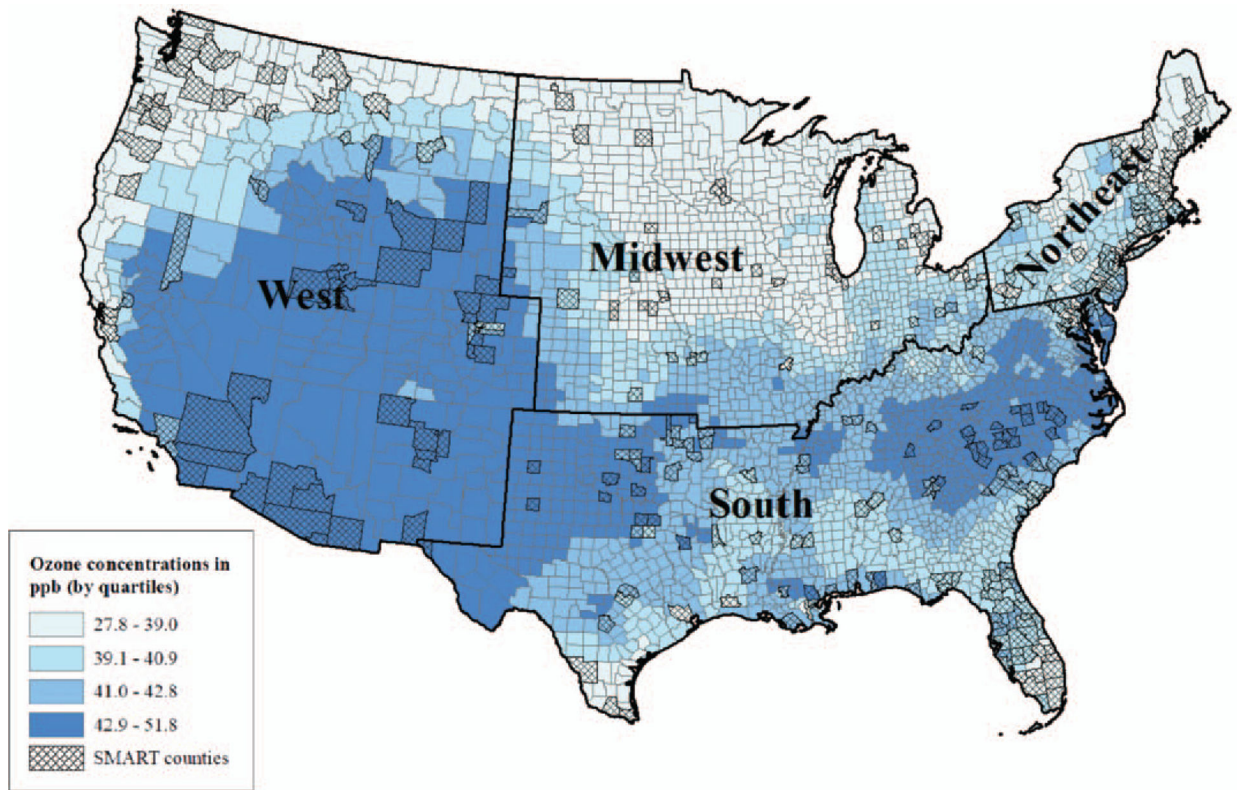 Northeast
Midwest
West
South
Ozone concentrations in
ppb (by quartiles)
27.8 - 39.0
39.1 - 40.9
41.0 - 42.8
42.9 - 51.8
SMART counties